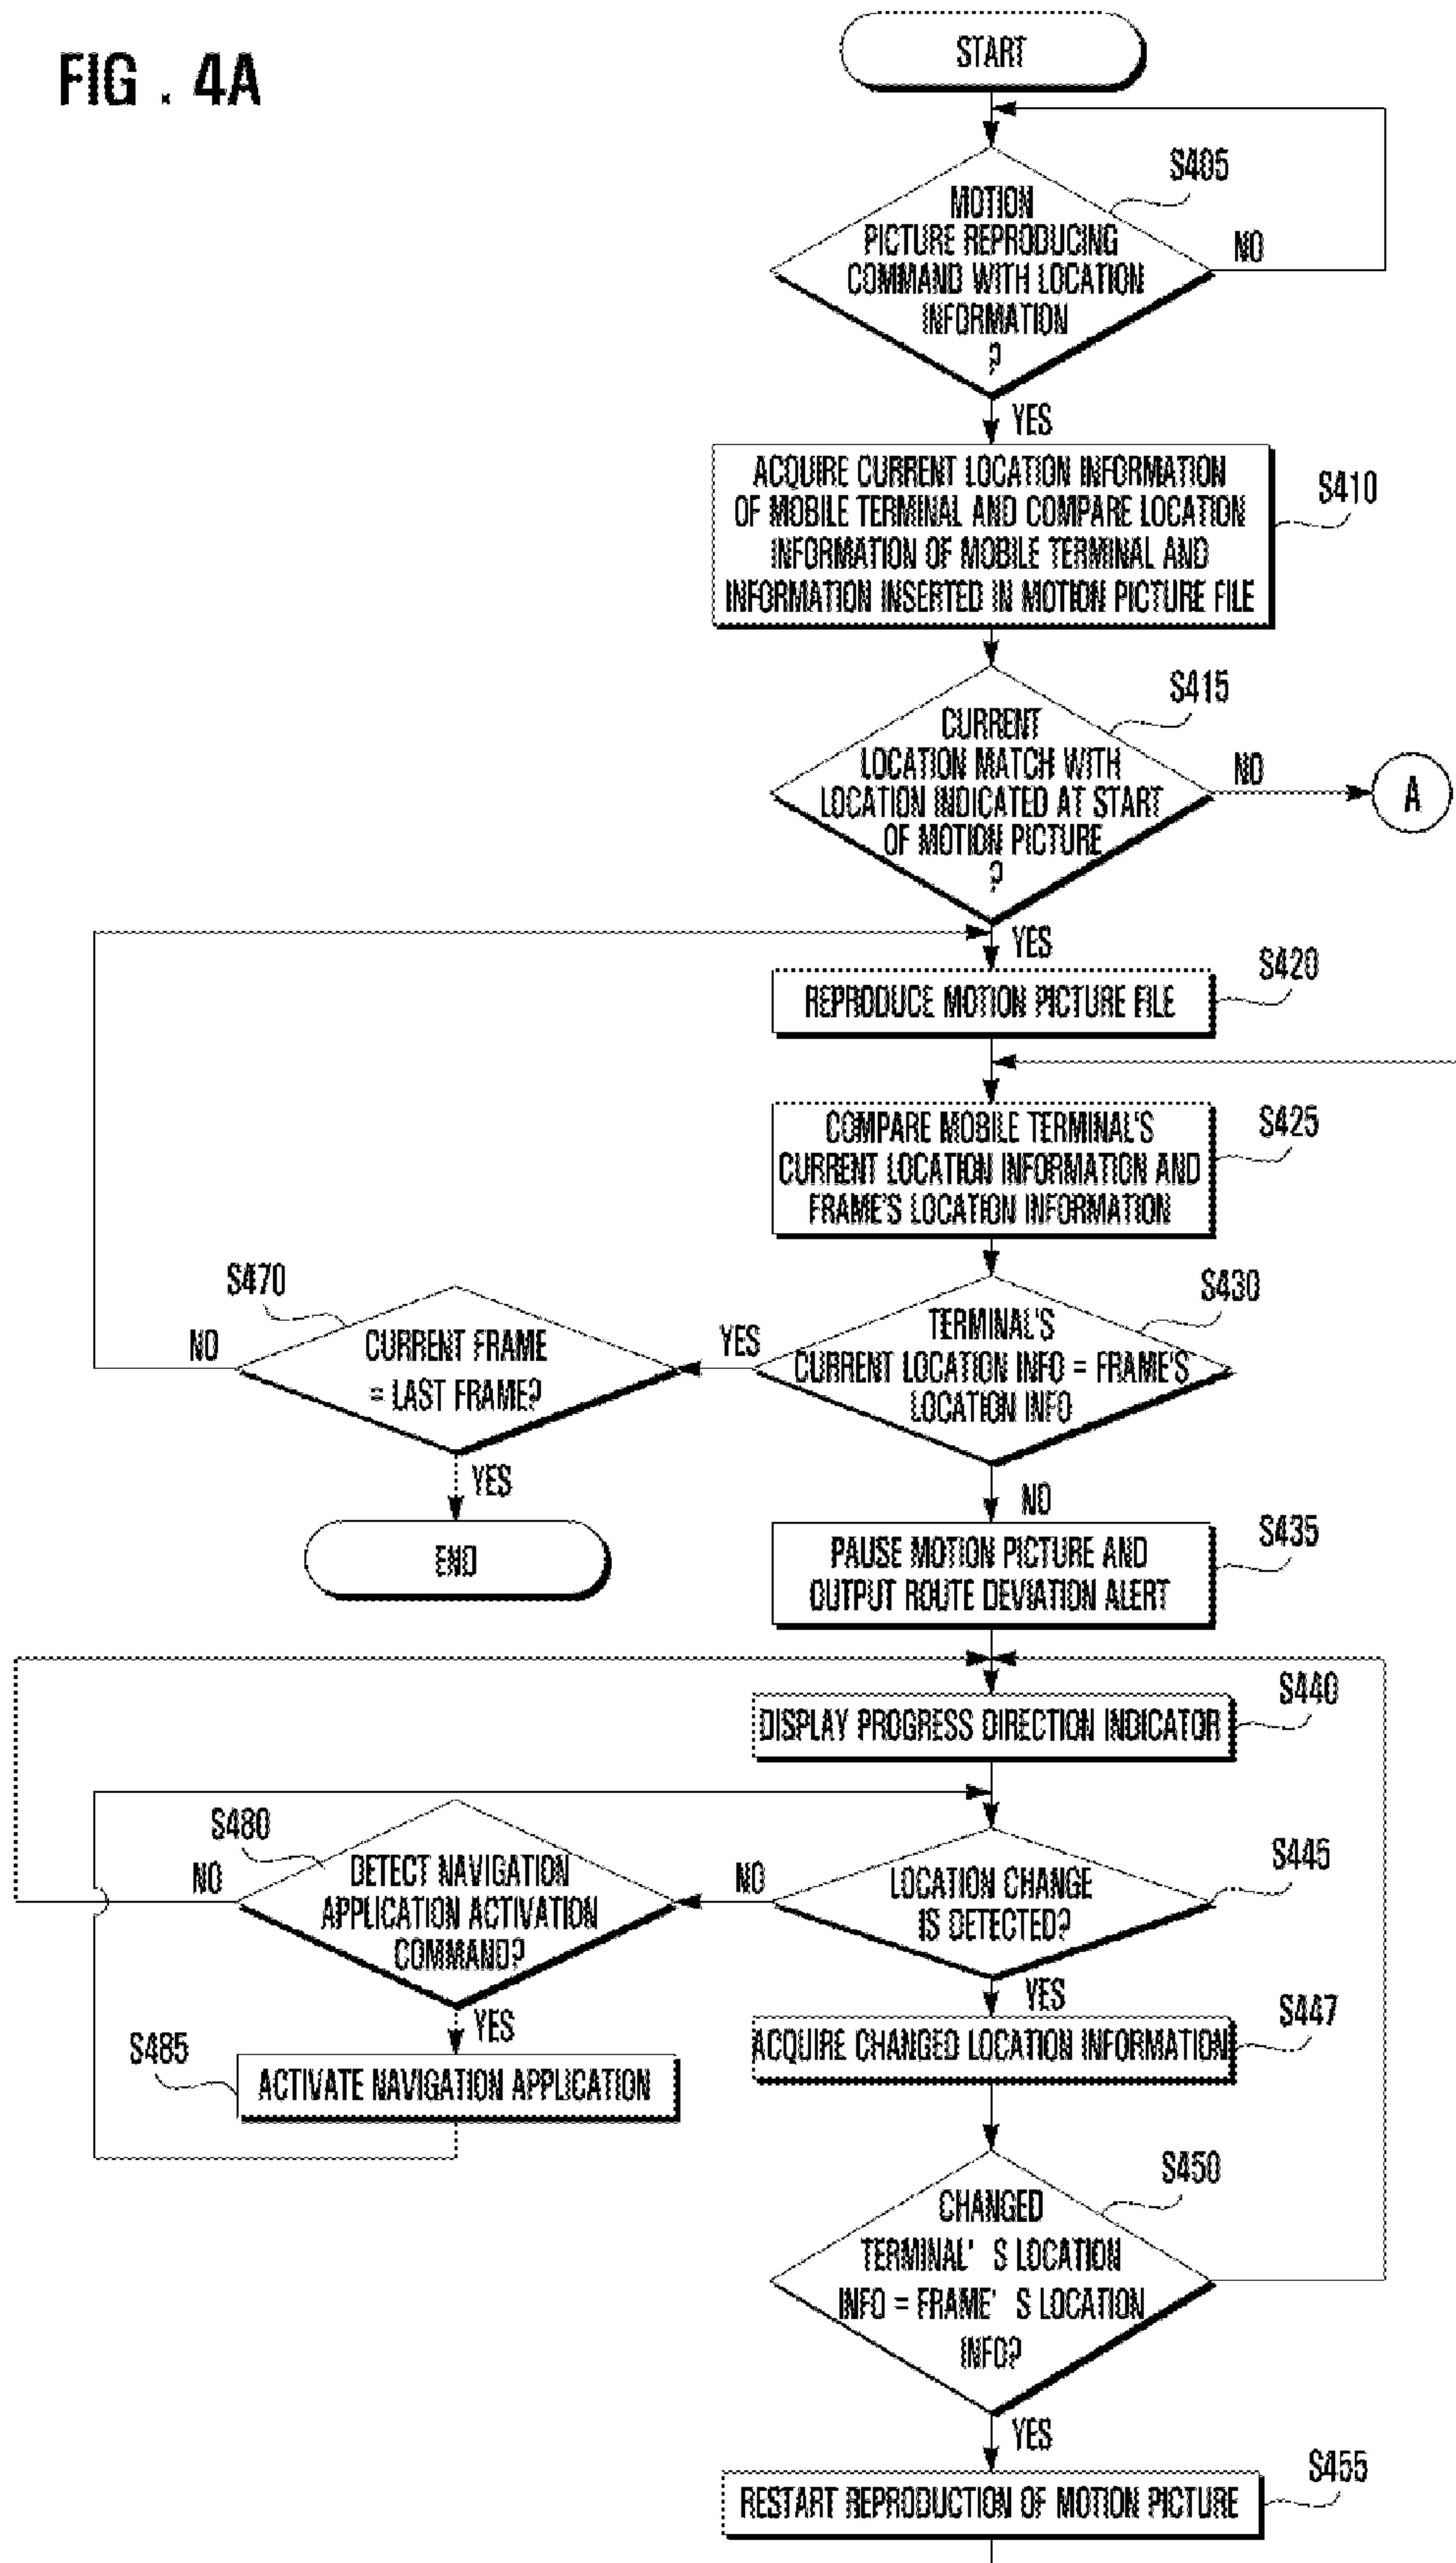 FIG . 4A
START
S405
MOTION
PICTURE REPRODUCING
COMMAND WITH LOCATION
INFORMATION
?
NO
YES
ACQUIRE CURRENT LOCATION INFORMATION
OF MOBILE TERMINAL AND COMPARE LOCATION
INFORMATION OF MOBILE TERMINAL AND
INFORMATION INSERTED IN MOTION PICTURE FILE
S410
S415
CURRENT
LOCATION MATCH WITH
LOCATION INDICATED AT START
OF MOTION PICTURE
?
NO
A
YES
S420
REPRODUCE MOTION PICTURE FILE
S425
COMPARE MOBILE TERMINAL'S
CURRENT LOCATION INFORMATION AND
FRAME'S LOCATION INFORMATION
S470
NO
CURRENT FRAME
= LAST FRAME?
YES
S430
TERMINAL'S
CURRENT LOCATION INFO = FRAME'S
LOCATION INFO
YES
END
NO
S435
PAUSE MOTION PICTURE AND
OUTPUT ROUTE DEVIATION ALERT
S440
DISPLAY PROGRESS DIRECTION INDICATOR
S480
NO
DETECT NAVIGATION
APPLICATION ACTIVATION
COMMAND?
NO
S445
LOCATION CHANGE
IS DETECTED?
YES
YES
S447
ACQUIRE CHANGED LOCATION INFORMATION
S485
ACTIVATE NAVIGATION APPLICATION
S450
CHANGED
TERMINAL' S LOCATION
INFO = FRAME' S LOCATION
INFO?
YES
S455
RESTART REPRODUCTION OF MOTION PICTURE